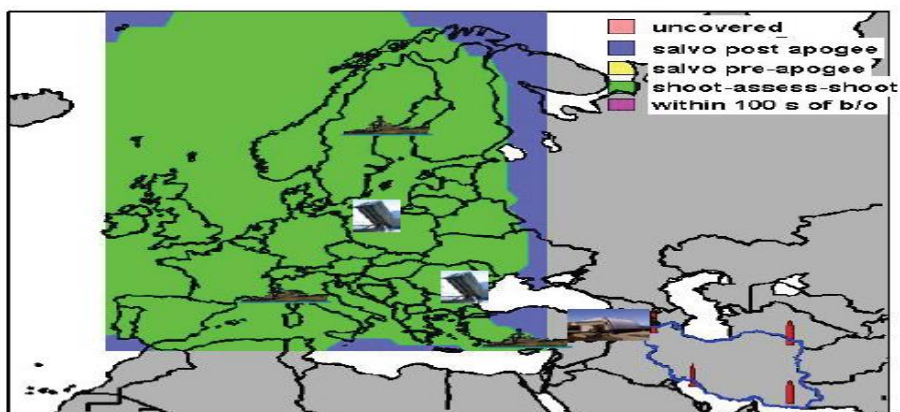 uncovered
salvo post apogee
salvo pre-apogee
shoot-assess-shoot
within 100 s of b/o